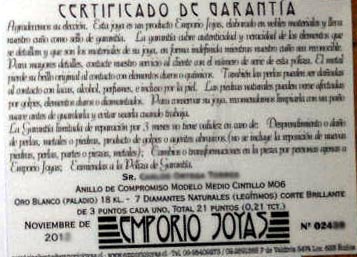 CERTIFICADO DE GARANTÍA
Agradecemos su decisión. Esta joya es un producto Emporio Joyas, elaborado en nobles materiales y lleva
nuestro cuño como sello de garantía. La garantía cubre autenticidad y veracidad de los elementos que
se detallan y que son los materiales de su joya, en forma indefinida mientras nuestro cuño sea reconocible.
Para mayores detalles, contacte nuestro servicio al cliente con el número de serie de esta póliza. El metal
pierde su brillo original al contacto con elementos duros o químicos. También las perlas pueden ser dañadas
al contacto con lacas, alcohol, perfumes, e incluso por la piel. Las piedras naturales puede verse afectadas
por golpes, elementos duros o diamantados. Para conservar su joya, recomendamos limpiarla con un paño
suave antes de guardarla y evitar usarla cuando trabaja.
La Garantía limitada de reparación por 3 meses no tiene validez en caso de: Desprendimiento o daño
de perlas, metales o piedras, producto de golpes o agentes abrasivos, (no se incluye la reposición de nuevas
piedras, perlas, partes o piezas, metales); Cambios o transformaciones en la pieza por personas ajenas a
Emporio Joyas; Enmiendas a la Póliza de Garantía.
SR.
ANILLO DE COMPROMISO MODELO MEDIO CINTILLO M06
ORO BLANCO (PALADIO) 18 KL. - 7 DIAMANTES NATURALES (LEGÍTIMOS) CORTE BRILLANTE
DE 3 PUNTOS CADA UNO, TOTAL 21 PUNTOS (0,21 TCT.)
NOVIEMBRE DE
201
EMPORIO JOYAS
Nº 024